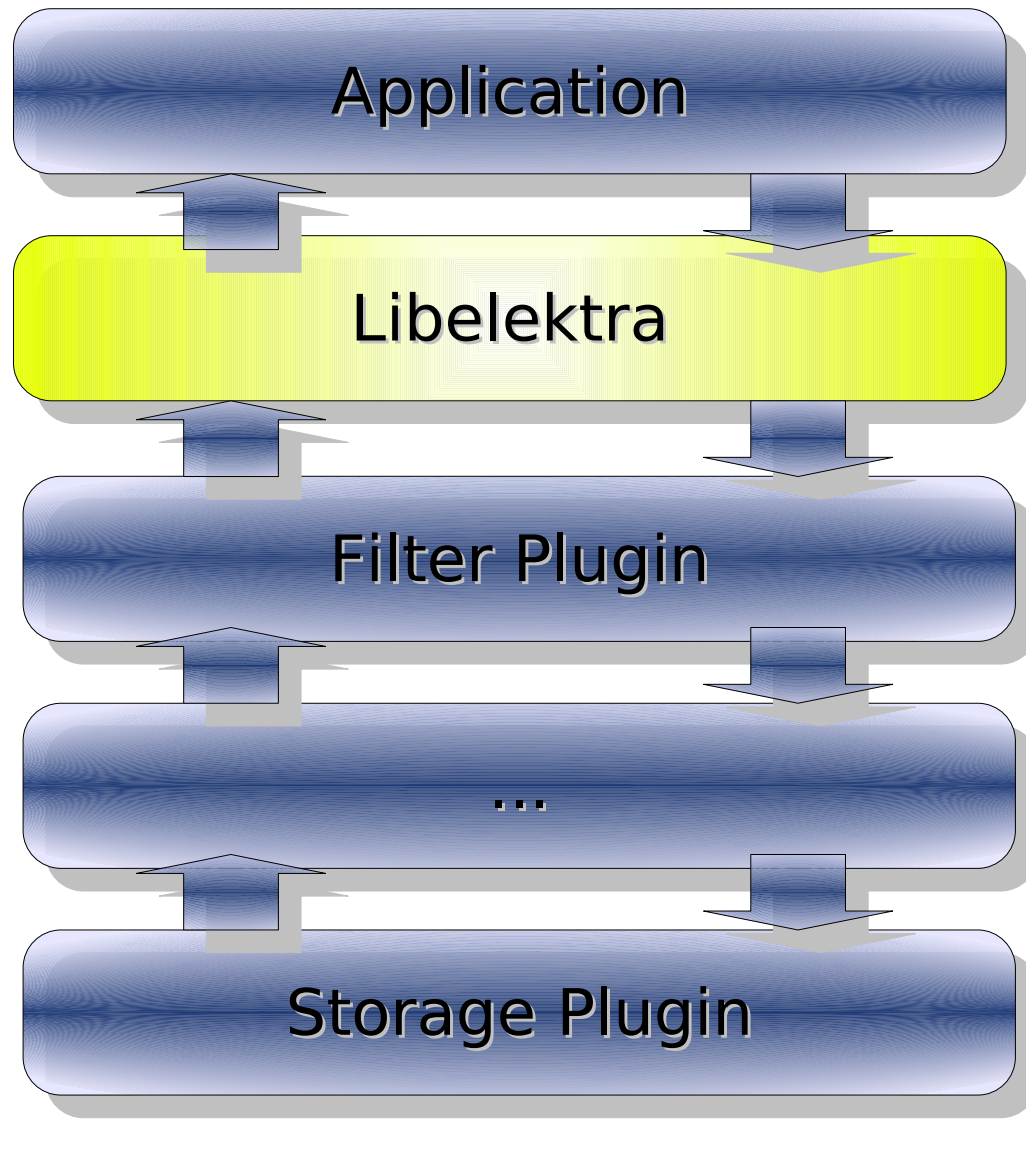 Application
Libelektra
Filter Plugin
...
Storage Plugin